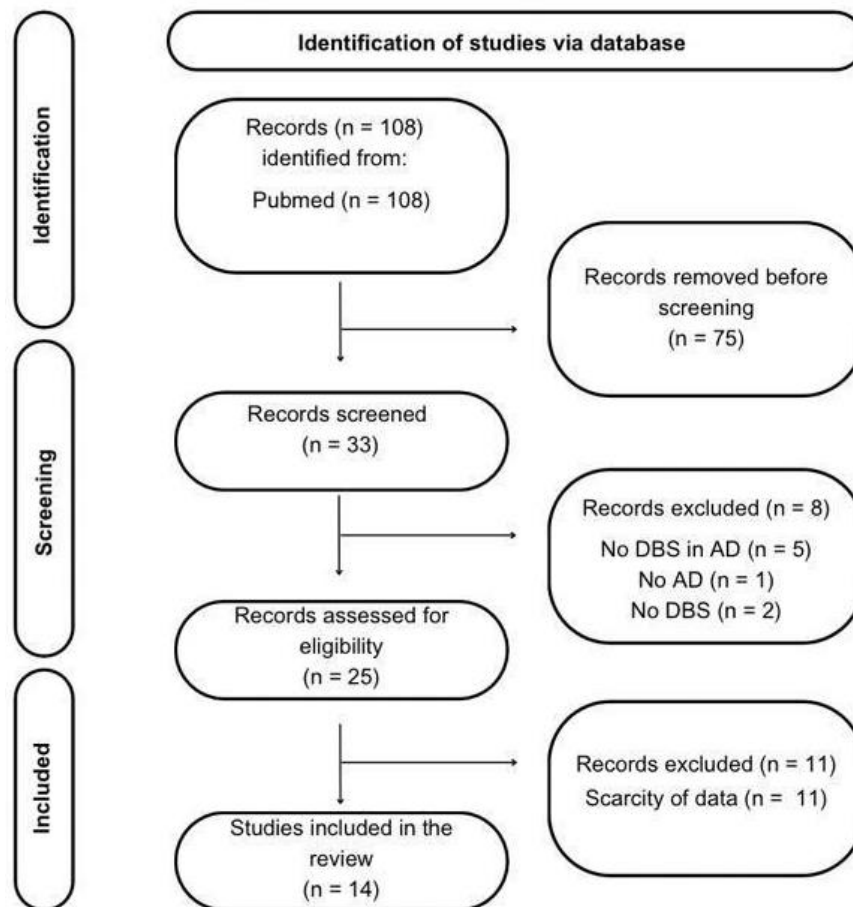 Identification of studies via database
Identification
Records (n = 108)
identified from:
Pubmed (n = 108)
Records removed before
screening
(n = 75)
Screening
Records screened
(n = 33)
Records excluded (n = 8)
No DBS in AD (n = 5)
No AD (n = 1)
No DBS (n = 2)
Records assessed for
eligibility
(n = 25)
Included
Records excluded (n = 11)
Scarcity of data (n = 11)
Studies included in the
review
(n = 14)